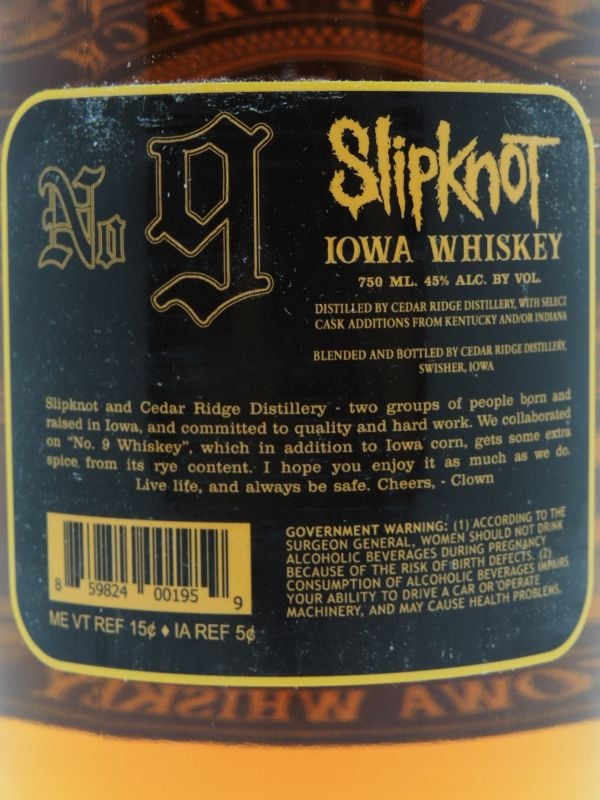 No 9
Slipknot
IOWA WHISKEY
750 ML. 45% ALC. BY VOL.
DISTILLED BY CEDAR RIDGE DISTILLERY, WITH SELECT
CASK ADDITIONS FROM KENTUCKY AND/OR INDIANA
BLENDED AND BOTTLED BY CEDAR RIDGE DISTILLERY,
SWISHER, IOWA
Slipknot and Cedar Ridge Distillery - two groups of people born and
raised in Iowa, and committed to quality and hard work. We collaborated
on "No. 9 Whiskey", which in addition to Iowa corn, gets some extra
spice from its rye content. I hope you enjoy it as much as we do.
Live life, and always be safe. Cheers, - Clown
8 59824 00195 9
ME VT REF 15¢ ♦ IA REF 5¢
GOVERNMENT WARNING: (1) ACCORDING TO THE
SURGEON GENERAL, WOMEN SHOULD NOT DRINK
ALCOHOLIC BEVERAGES DURING PREGNANCY
BECAUSE OF THE RISK OF BIRTH DEFECTS. (2)
CONSUMPTION OF ALCOHOLIC BEVERAGES IMPAIRS
YOUR ABILITY TO DRIVE A CAR OR OPERATE
MACHINERY, AND MAY CAUSE HEALTH PROBLEMS.
IOWA WHISKEY